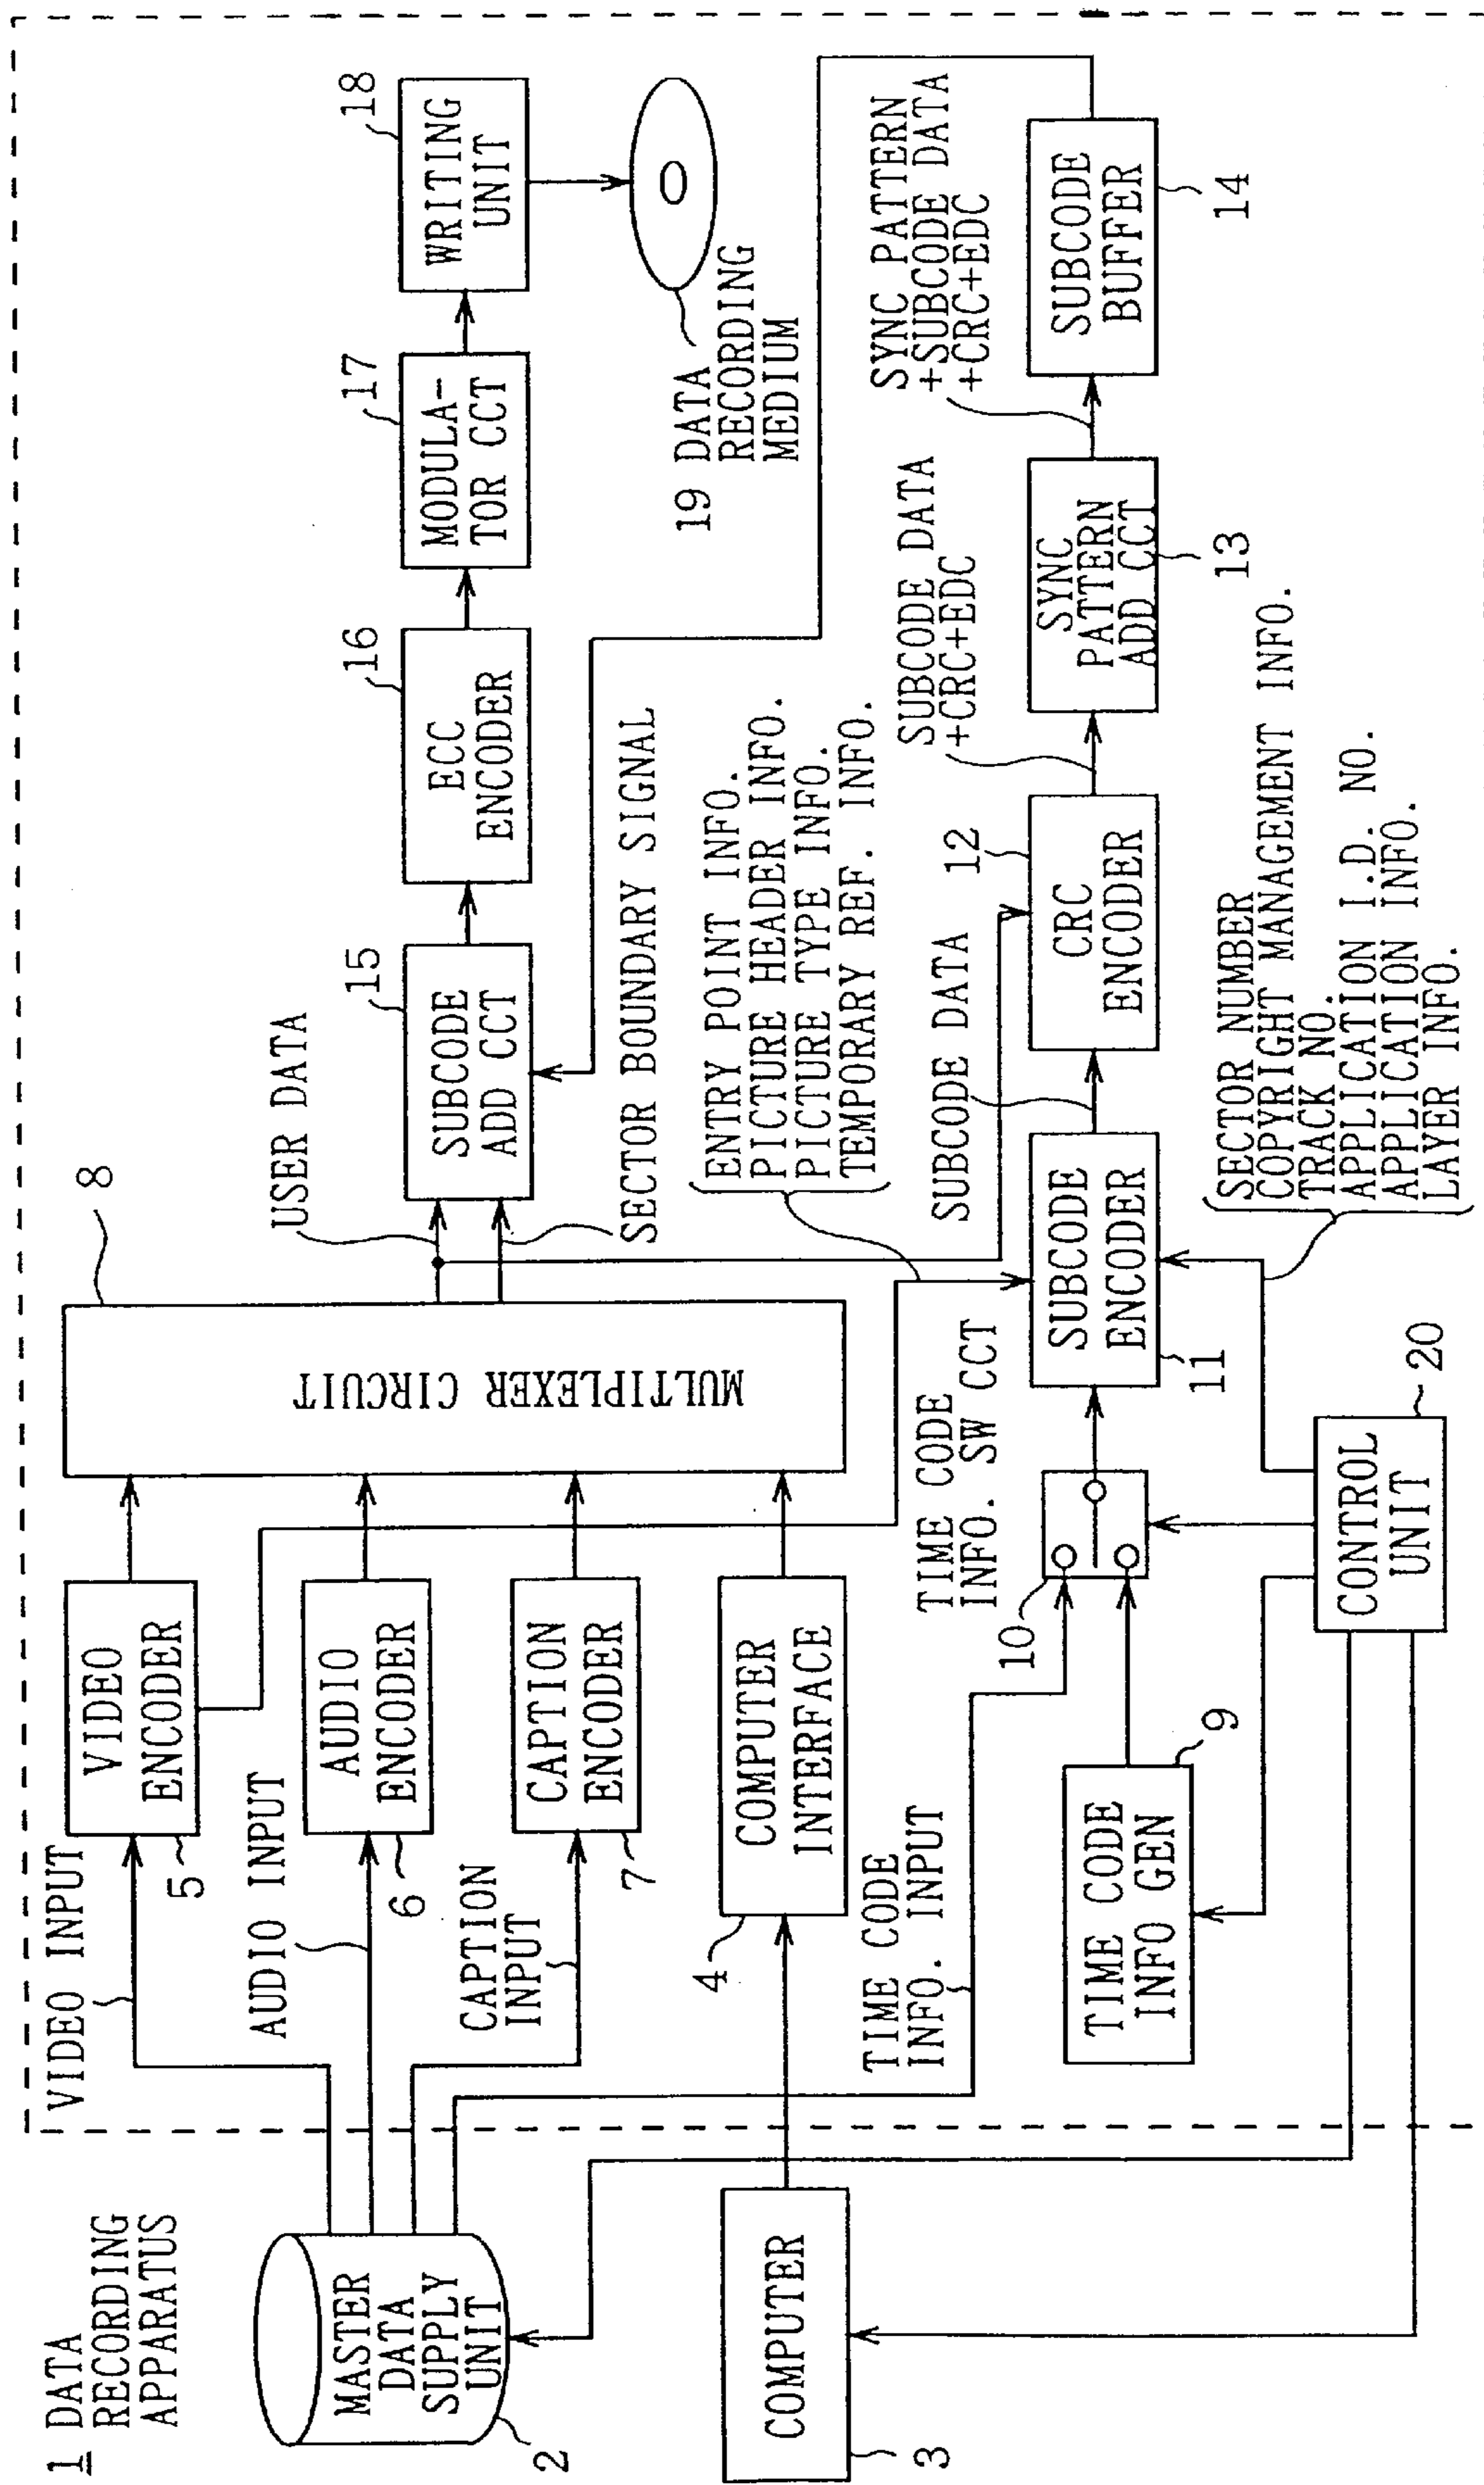 1 DATA
RECORDING
APPARATUS
MASTER
DATA
SUPPLY
UNIT
2
COMPUTER
3
VIDEO INPUT
VIDEO
ENCODER
5
AUDIO INPUT
AUDIO
ENCODER
6
CAPTION
INPUT
CAPTION
ENCODER
7
COMPUTER
INTERFACE
4
MULTIPLEXER CIRCUIT
8
USER DATA
SECTOR BOUNDARY SIGNAL
SUBCODE
ADD CCT
15
ECC
ENCODER
16
MODULA-
TOR CCT
17
WRITING
UNIT
18
19 DATA
RECORDING
MEDIUM
ENTRY POINT INFO.
PICTURE HEADER INFO.
PICTURE TYPE INFO.
TEMPORARY REF. INFO.
TIME CODE
INFO. INPUT
TIME CODE
INFO GEN
9
TIME CODE
INFO. SW CCT
10
SUBCODE
ENCODER
11
SUBCODE DATA
CRC
ENCODER
12
SUBCODE DATA
+CRC+EDC
SYNC
PATTERN
ADD CCT
13
SYNC PATTERN
+SUBCODE DATA
+CRC+EDC
SUBCODE
BUFFER
14
CONTROL
UNIT
20
SECTOR NUMBER
COPYRIGHT MANAGEMENT INFO.
TRACK NO.
APPLICATION I.D. NO.
APPLICATION INFO.
LAYER INFO.